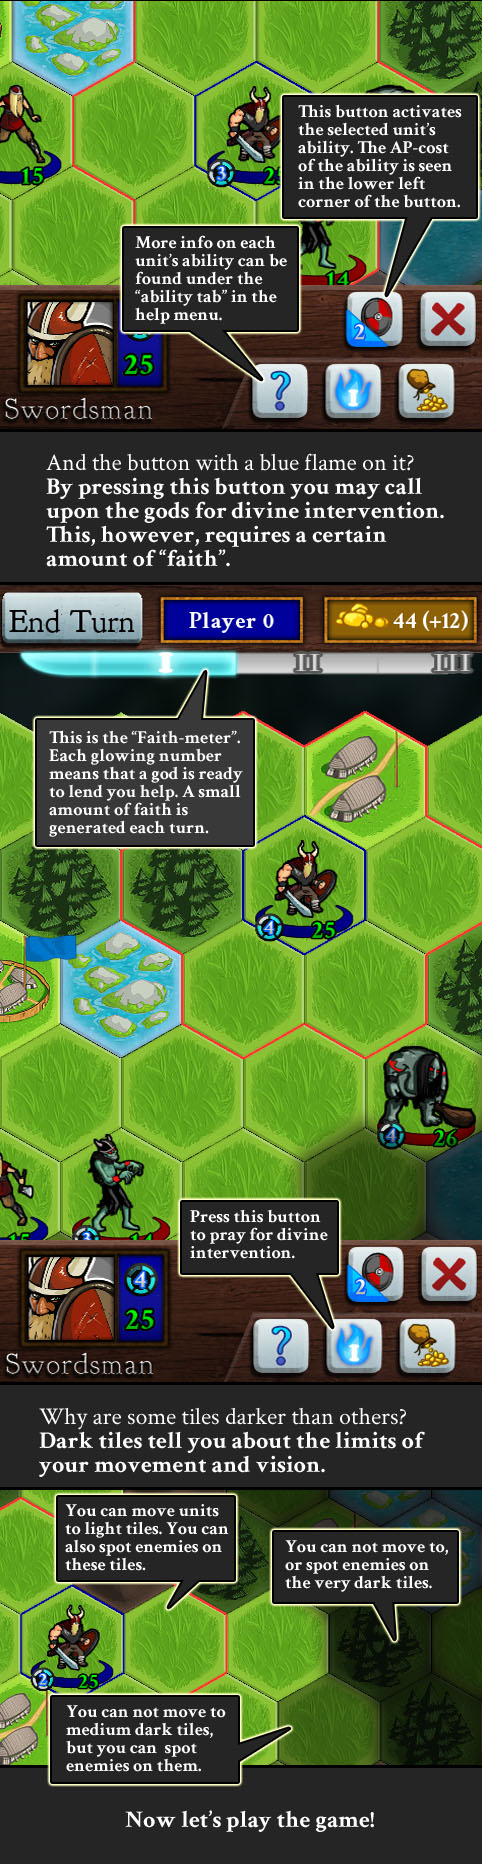 15
3
2
This button activates
the selected unit's
ability. The AP-cost
of the ability is seen
in the lower left
corner of the button.
More info on each
unit's ability can be
found under the
“ability tab” in the
help menu.
14
25
2
Swordsman
?
I
And the button with a blue flame on it?
By pressing this button you may call
upon the gods for divine intervention.
This, however, requires a certain
amount of “faith”.
End Turn
Player 0
44 (+12)
I
II
III
This is the “Faith-meter”.
Each glowing number
means that a god is ready
to lend you help. A small
amount of faith is
generated each turn.
4
25
4
26
Press this button
to pray for divine
intervention.
4
25
2
Swordsman
?
I
Why are some tiles darker than others?
Dark tiles tell you about the limits of
your movement and vision.
You can move units
to light tiles. You can
also spot enemies on
these tiles.
You can not move to,
or spot enemies on
the very dark tiles.
2
25
You can not move to
medium dark tiles,
but you can spot
enemies on them.
Now let's play the game!